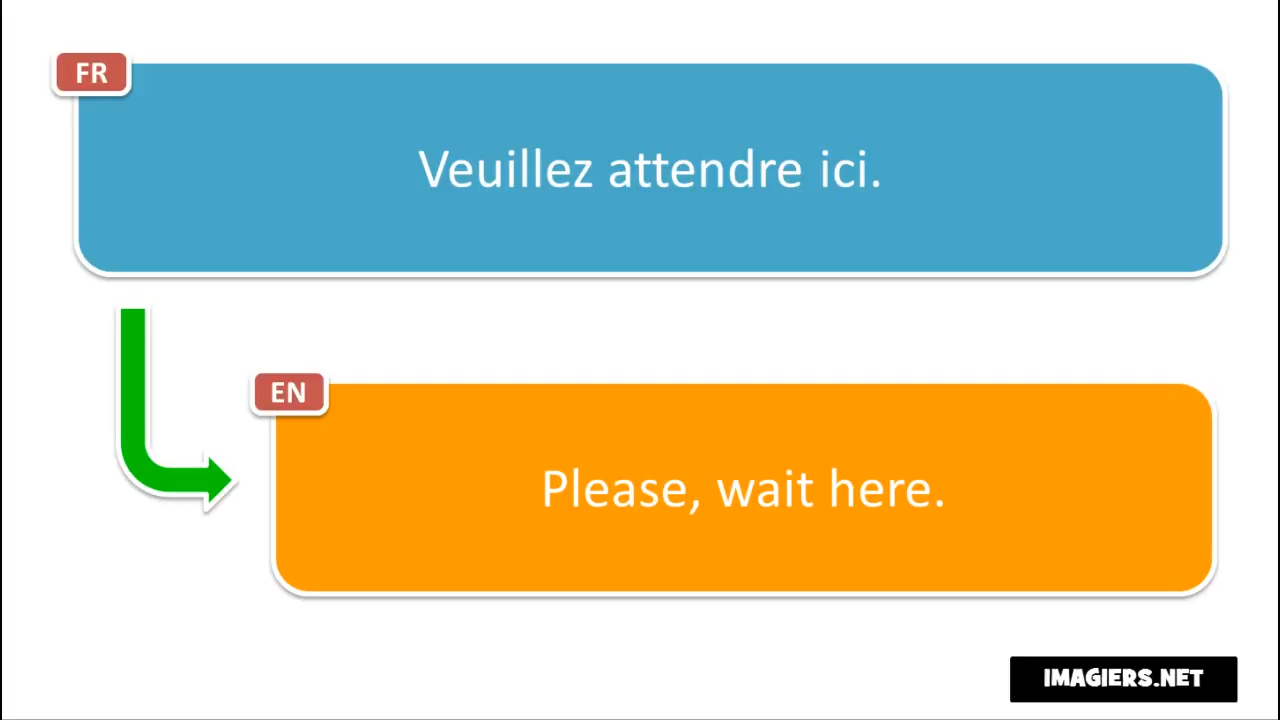 FR
Veuillez attendre ici.
EN
Please, wait here.
IMAGIERS.NET